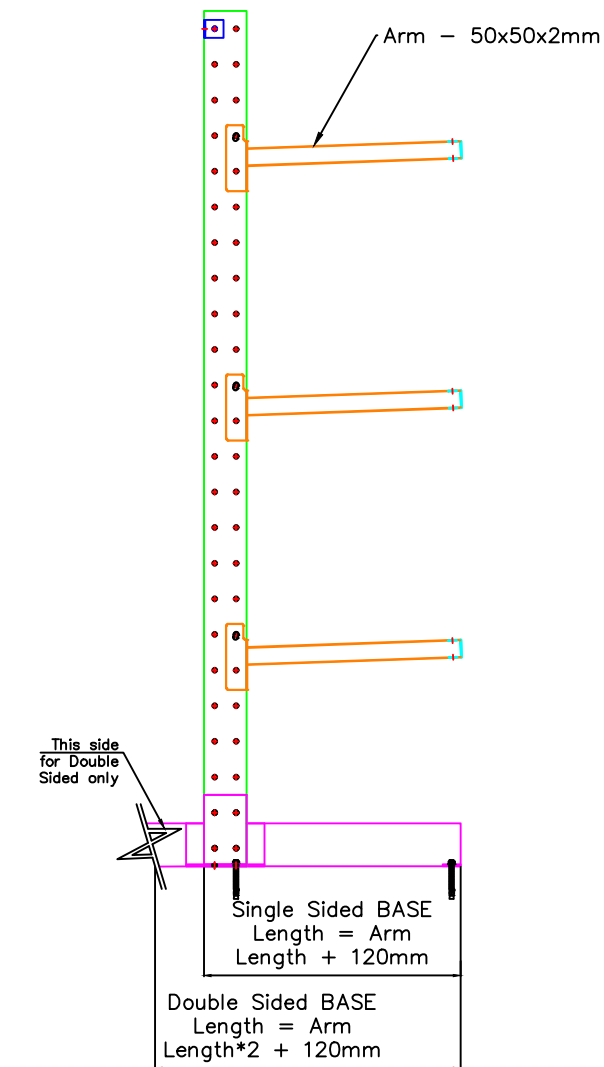 Arm - 50x50x2mm
This side
for Double
Sided only
Single Sided BASE
Length = Arm
Length + 120mm
Double Sided BASE
Length = Arm
Length*2 + 120mm